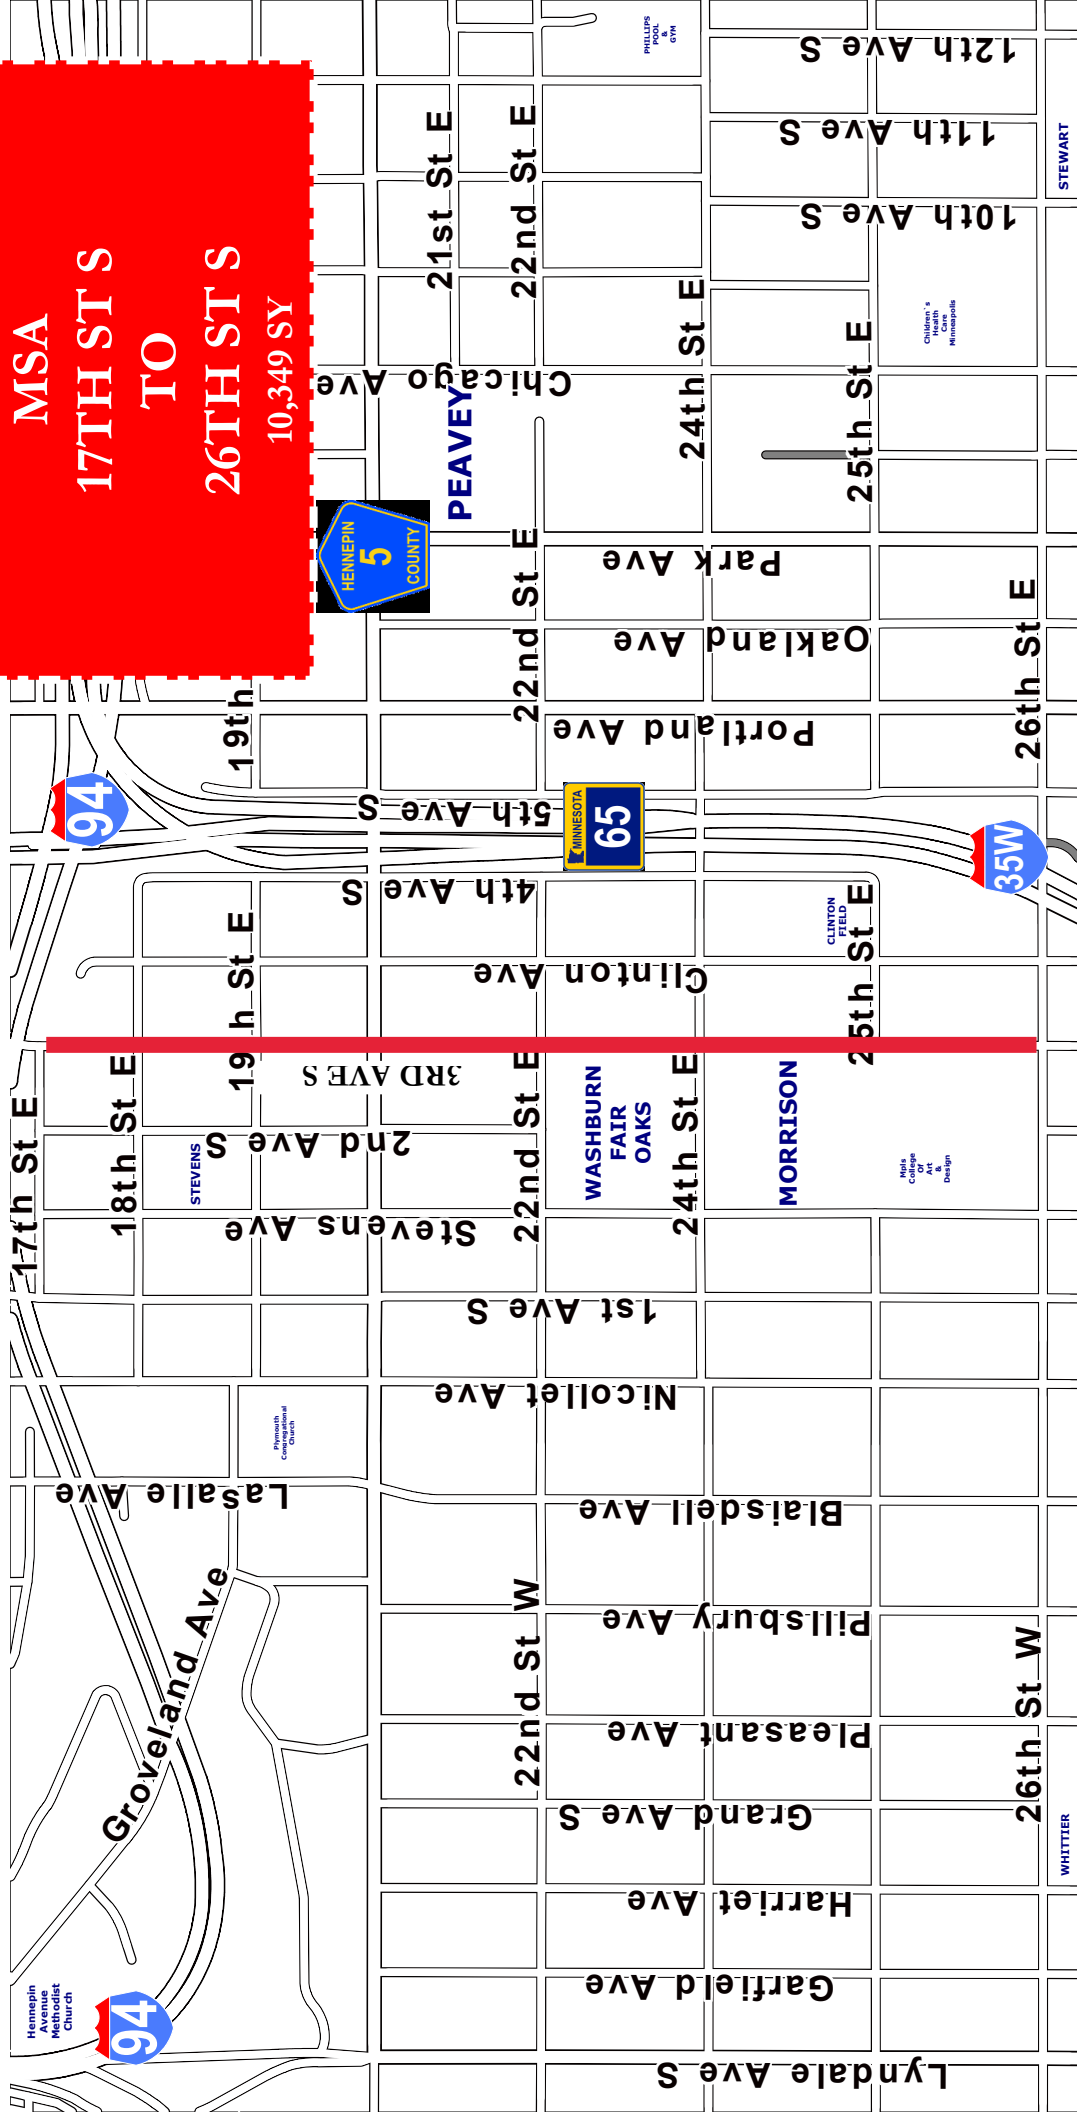 MSA
17TH ST S
TO
26TH ST S
10,349 SY
PHILLIPS
POOL
&
GYM
12th Ave S
11th Ave S
10th Ave S
STEWART
21st St E
22nd St E
24th St E
25th St E
Children's
Health
Care
Minneapolis
Chicago Ave
PEAVEY
HENNEPIN
5
COUNTY
22nd St E
Park Ave
Oakland Ave
Portland Ave
26th St E
19th
94
5th Ave S
MINNESOTA
65
35W
4th Ave S
CLINTON
FIELD
25th St E
19th St E
Clinton Ave
3RD AVE S
17th St E
18th St E
2nd Ave S
STEVENS
22nd St E
WASHBURN
FAIR
OAKS
24th St E
MORRISON
Mpls
College
Of
Art
&
Design
Stevens Ave
1st Ave S
Nicollet Ave
Plymouth
Congregational
Church
Lasalle Ave
Blaisdell Ave
Groveland Ave
22nd St W
Pillsbury Ave
26th St W
Pleasant Ave
Grand Ave S
WHITTIER
Harriet Ave
Garfield Ave
Hennepin
Avenue
Methodist
Church
94
Lyndale Ave S